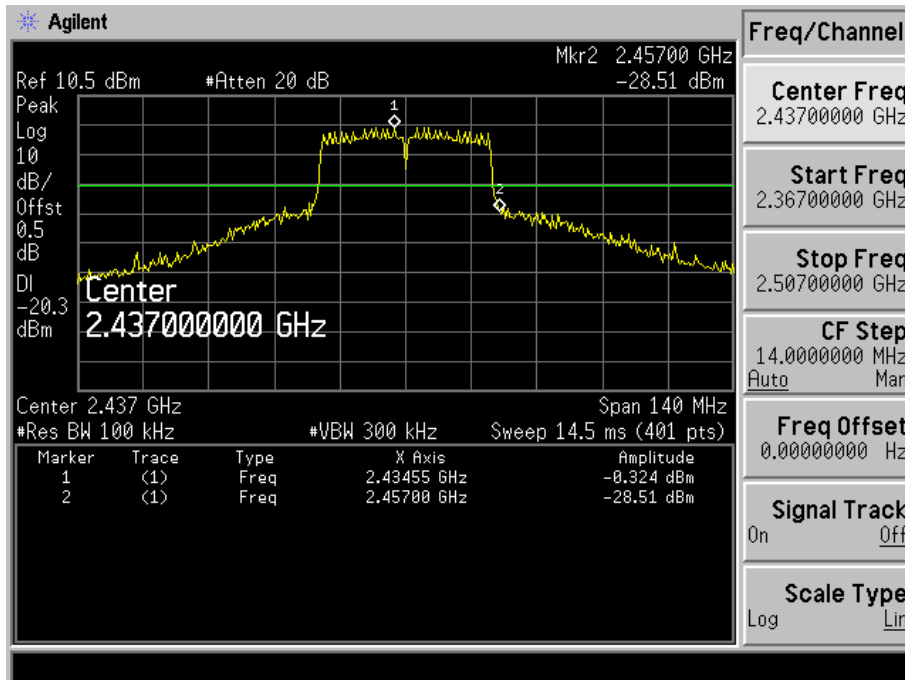 Agilent
Freq/Channel
Mkr2 2.45700 GHz
Ref 10.5 dBm #Atten 20 dB -28.51 dBm
Peak
Log
10
dB/
Offst
0.5
dB
DI
-20.3
dBm
1
2
Center
2.437000000 GHz
Center 2.437 GHz Span 140 MHz
#Res BW 100 kHz #VBW 300 kHz Sweep 14.5 ms (401 pts)
Marker Trace Type X Axis Amplitude
1 (1) Freq 2.43455 GHz -0.324 dBm
2 (1) Freq 2.45700 GHz -28.51 dBm
Center Freq
2.43700000 GHz
Start Freq
2.36700000 GHz
Stop Freq
2.50700000 GHz
CF Step
14.0000000 MHz
Auto Man
Freq Offset
0.00000000 Hz
Signal Track
On Off
Scale Type
Log Lin